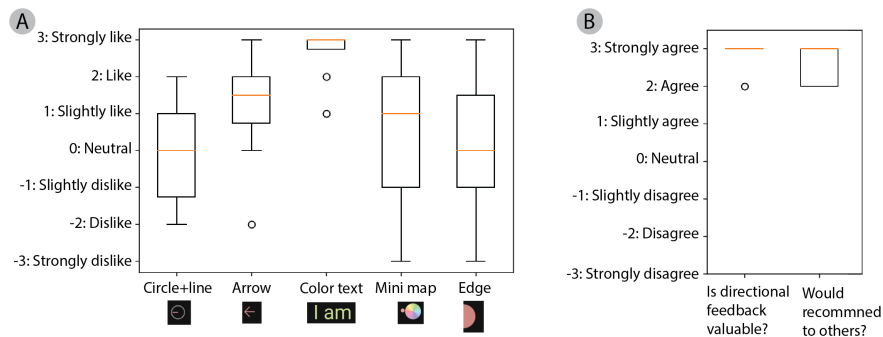 A
3: Strongly like
2: Like
1: Slightly like
0: Neutral
-1: Slightly dislike
-2: Dislike
-3: Strongly dislike
Circle+line
Arrow
Color text
Mini map
Edge
I am
B
3: Strongly agree
2: Agree
1: Slightly agree
0: Neutral
-1: Slightly disagree
-2: Disagree
-3: Strongly disagree
Is directional
feedback
valuable?
Would
recommned
to others?